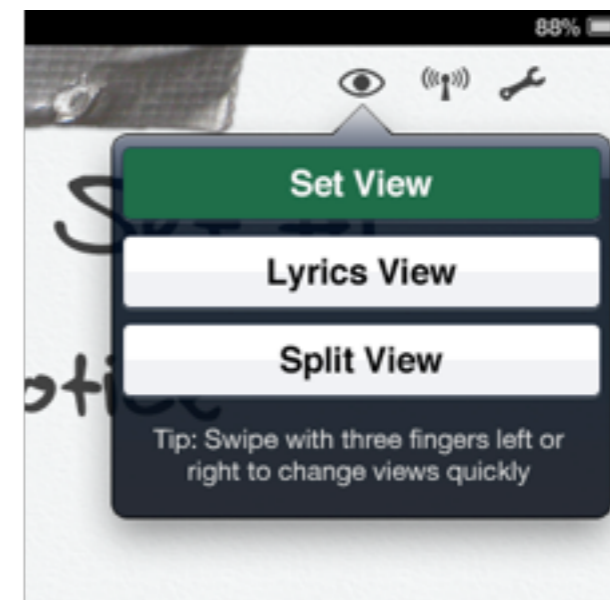 88%
Set View
Lyrics View
Split View
Tip: Swipe with three fingers left or
right to change views quickly